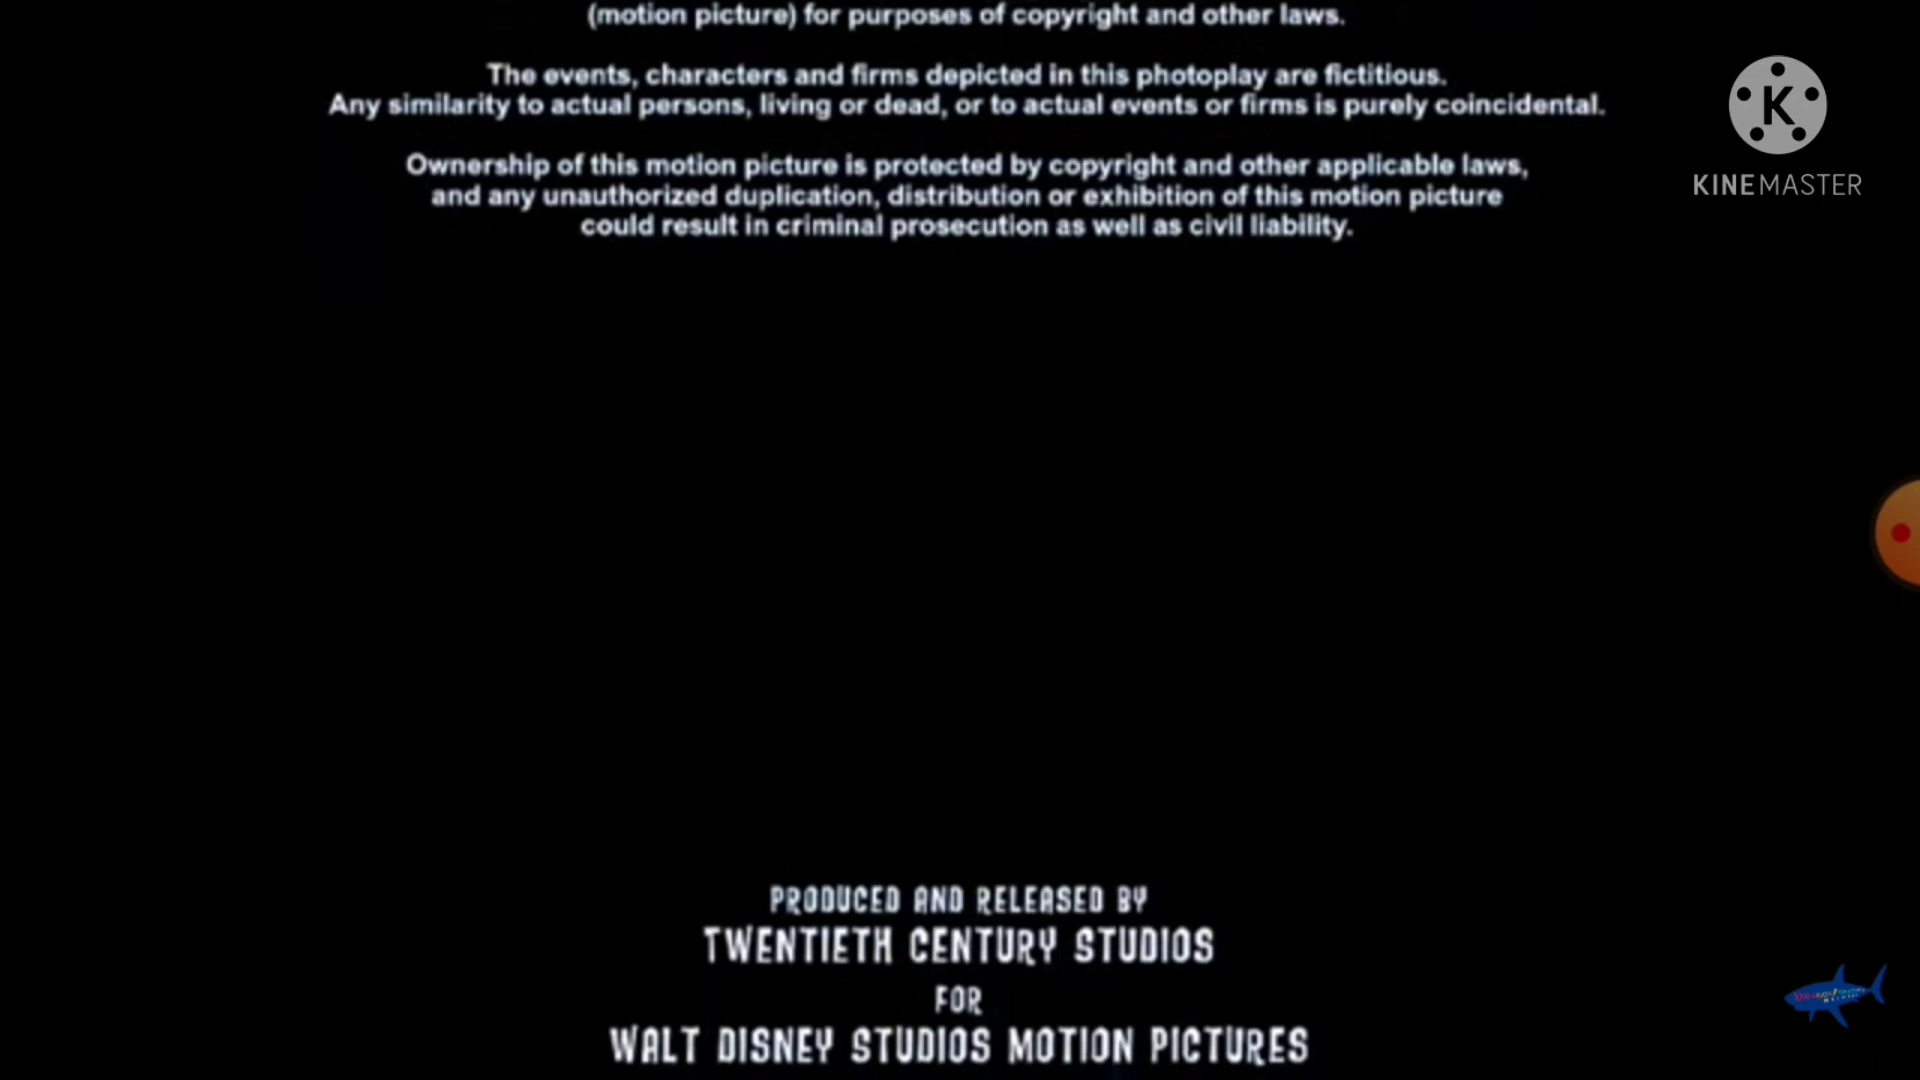 (motion picture) for purposes of copyright and other laws.
The events, characters and firms depicted in this photoplay are fictitious.
Any similarity to actual persons, living or dead, or to actual events or firms is purely coincidental.
Ownership of this motion picture is protected by copyright and other applicable laws,
and any unauthorized duplication, distribution or exhibition of this motion picture
could result in criminal prosecution as well as civil liability.
K
KINEMASTER
PRODUCED AND RELEASED BY
TWENTIETH CENTURY STUDIOS
FOR
WALT DISNEY STUDIOS MOTION PICTURES